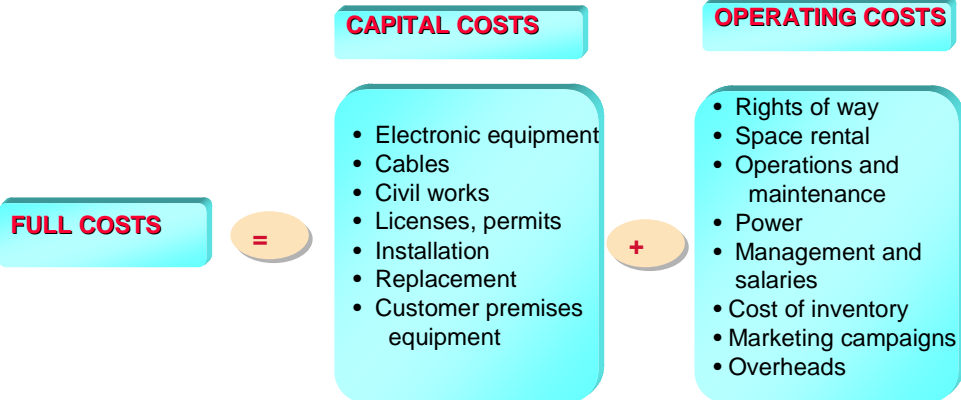 CAPITAL COSTS
OPERATING COSTS
FULL COSTS
=
• Electronic equipment
• Cables
• Civil works
• Licenses, permits
• Installation
• Replacement
• Customer premises
equipment
+
• Rights of way
• Space rental
• Operations and
maintenance
• Power
• Management and
salaries
• Cost of inventory
• Marketing campaigns
• Overheads